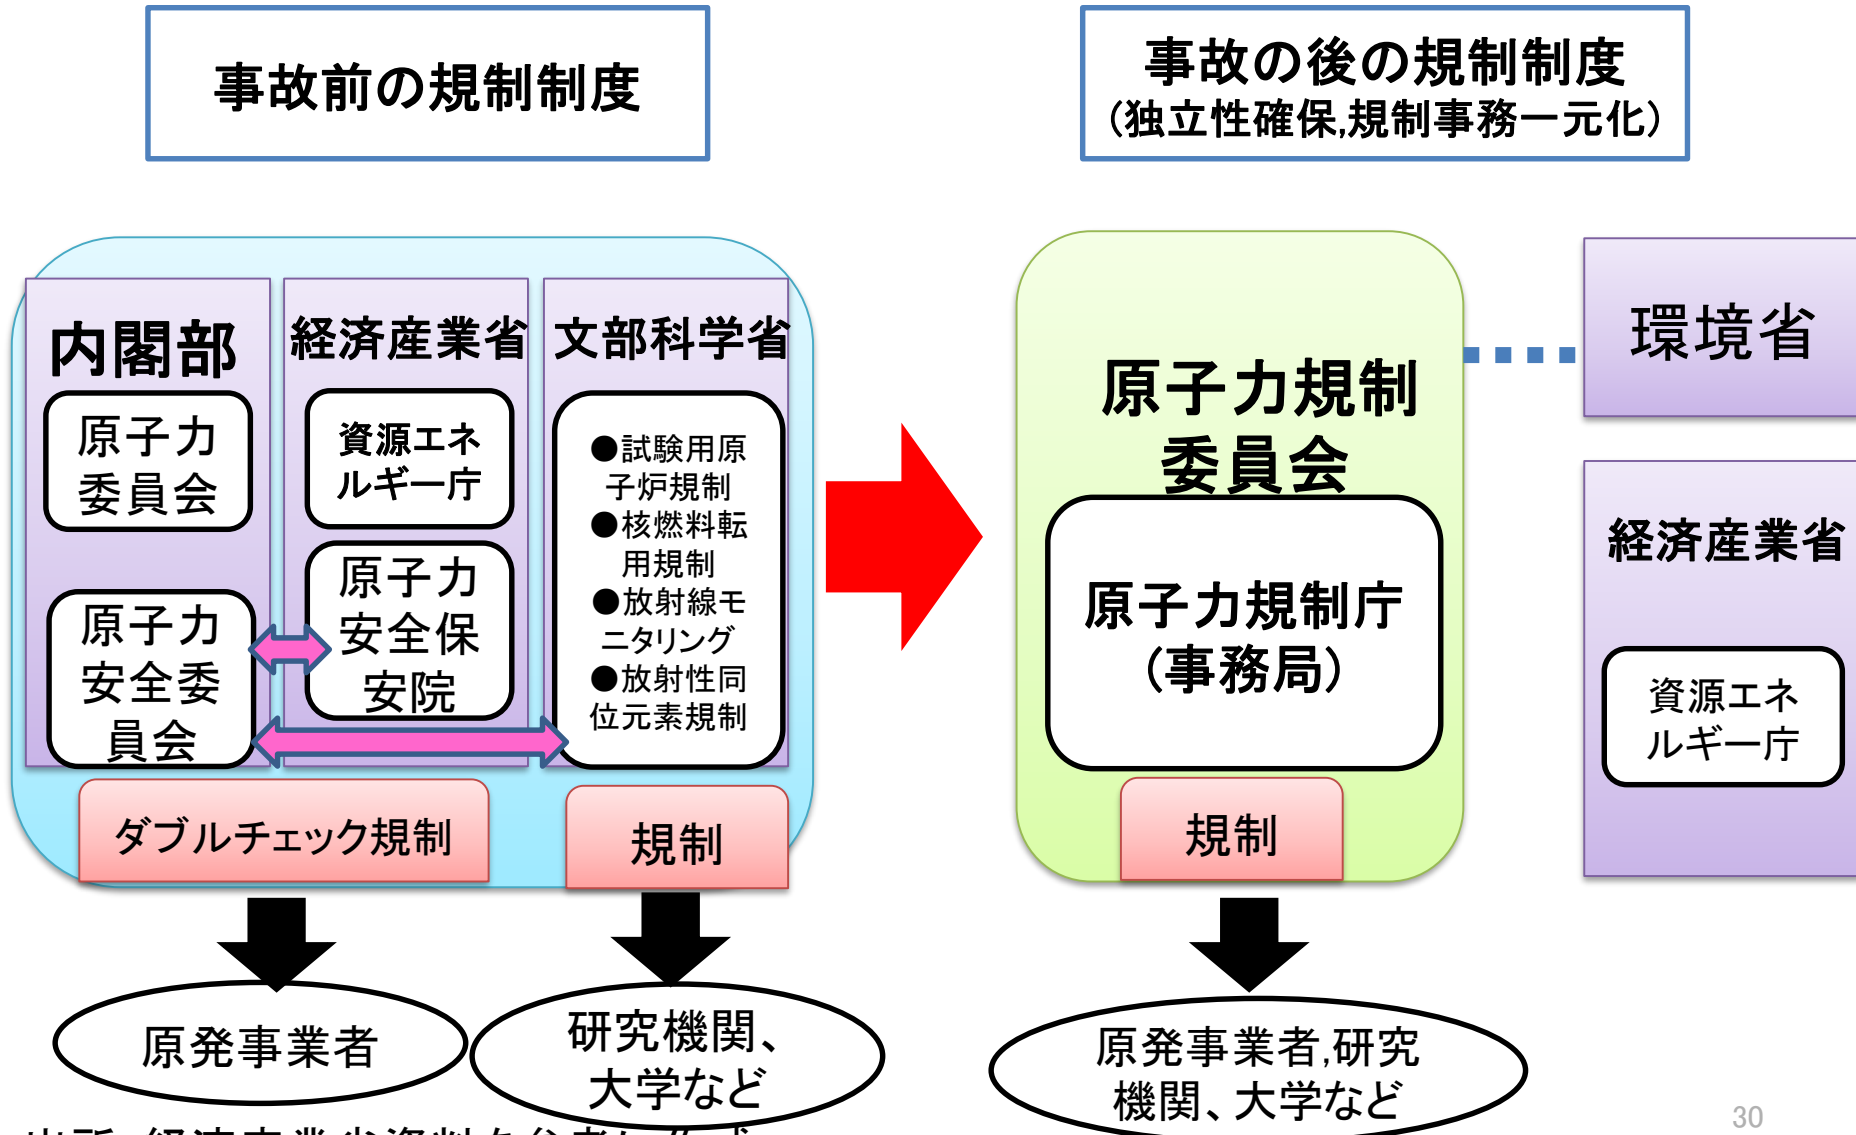 事故前の規制制度
事故の後の規制制度
(独立性確保,規制事務一元化)
内閣部
原子力
委員会
原子力
安全委
員会
経済産業省
資源エネ
ルギー庁
原子力
安全保
安院
文部科学省
●試験用原
子炉規制
●核燃料転
用規制
●放射線モ
ニタリング
●放射性同
位元素規制
ダブルチェック規制
規制
原発事業者
研究機関、
大学など
原子力規制
委員会
原子力規制庁
(事務局)
規制
原発事業者,研究
機関、大学など
環境省
経済産業省
資源エネ
ルギー庁
30